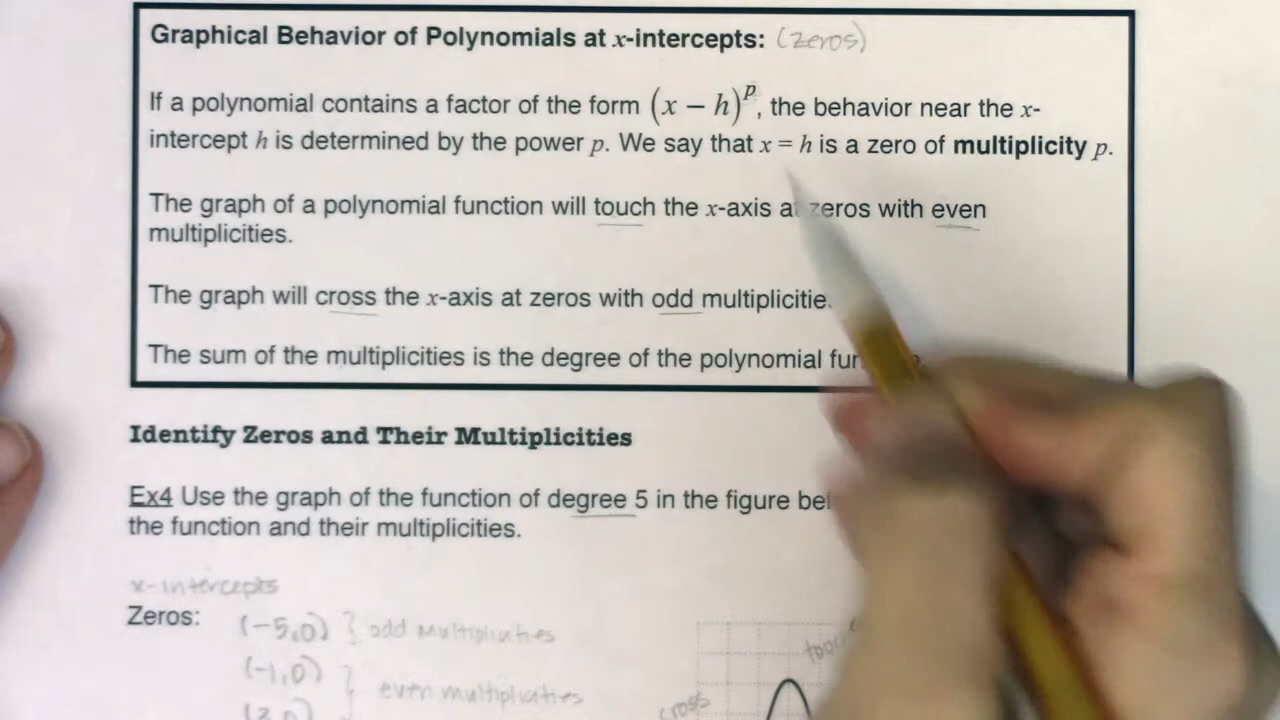 Graphical Behavior of Polynomials at x-intercepts: (zeros)
If a polynomial contains a factor of the form (x − h)^p, the behavior near the x-
intercept h is determined by the power p. We say that x = h is a zero of multiplicity p.
The graph of a polynomial function will touch the x-axis at zeros with even
multiplicities.
The graph will cross the x-axis at zeros with odd
The sum of the multiplicities is the degree of the polynomial
Identify Zeros and Their Multiplicities
Ex4 Use the graph of the function of degree 5 in the figure
the function and their multiplicities.
x-intercepts
Zeros: (-5,0) } odd multiplicities
(-1,0)
even multiplicities
cross